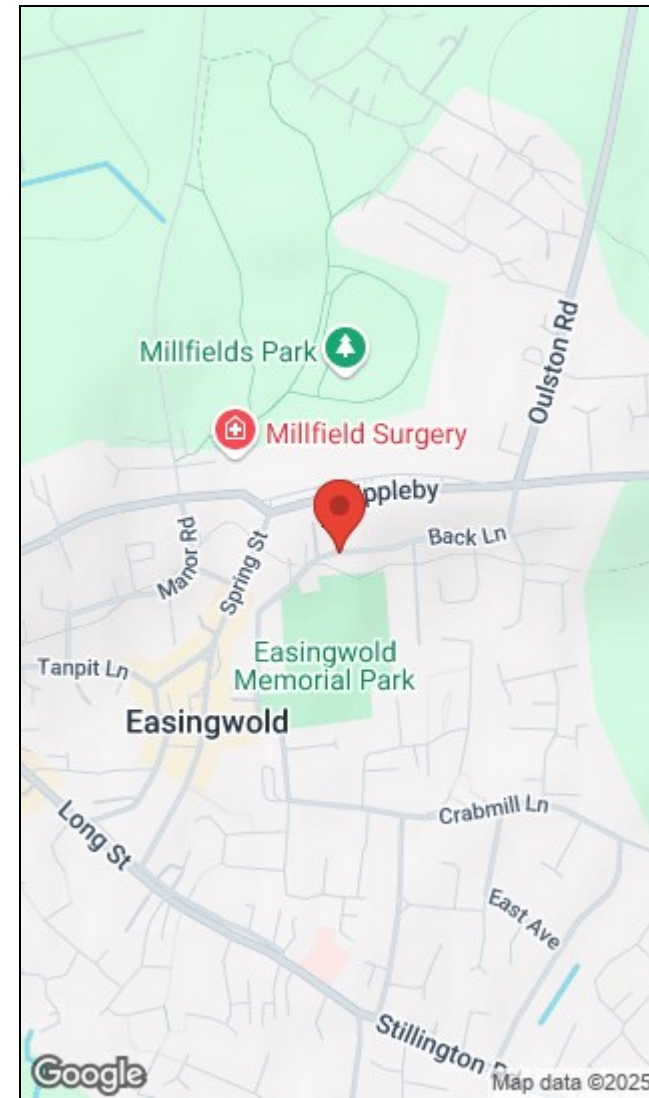 Oulston Rd
Millfields Park
Millfield Surgery
ppleby
Back Ln
Manor Rd
Spring St
Easingwold
Memorial Park
Tanpit Ln
Easingwold
Long St
Crabmill Ln
East Ave
Stillington
Google
Map data ©2025